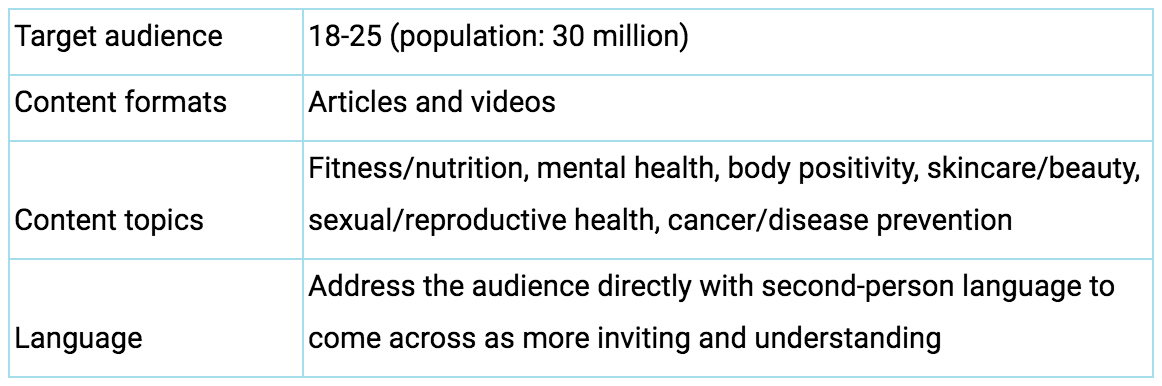 Target audience
18-25 (population: 30 million)
Content formats
Articles and videos
Content topics
Fitness/nutrition, mental health, body positivity, skincare/beauty,
sexual/reproductive health, cancer/disease prevention
Language
Address the audience directly with second-person language to
come across as more inviting and understanding